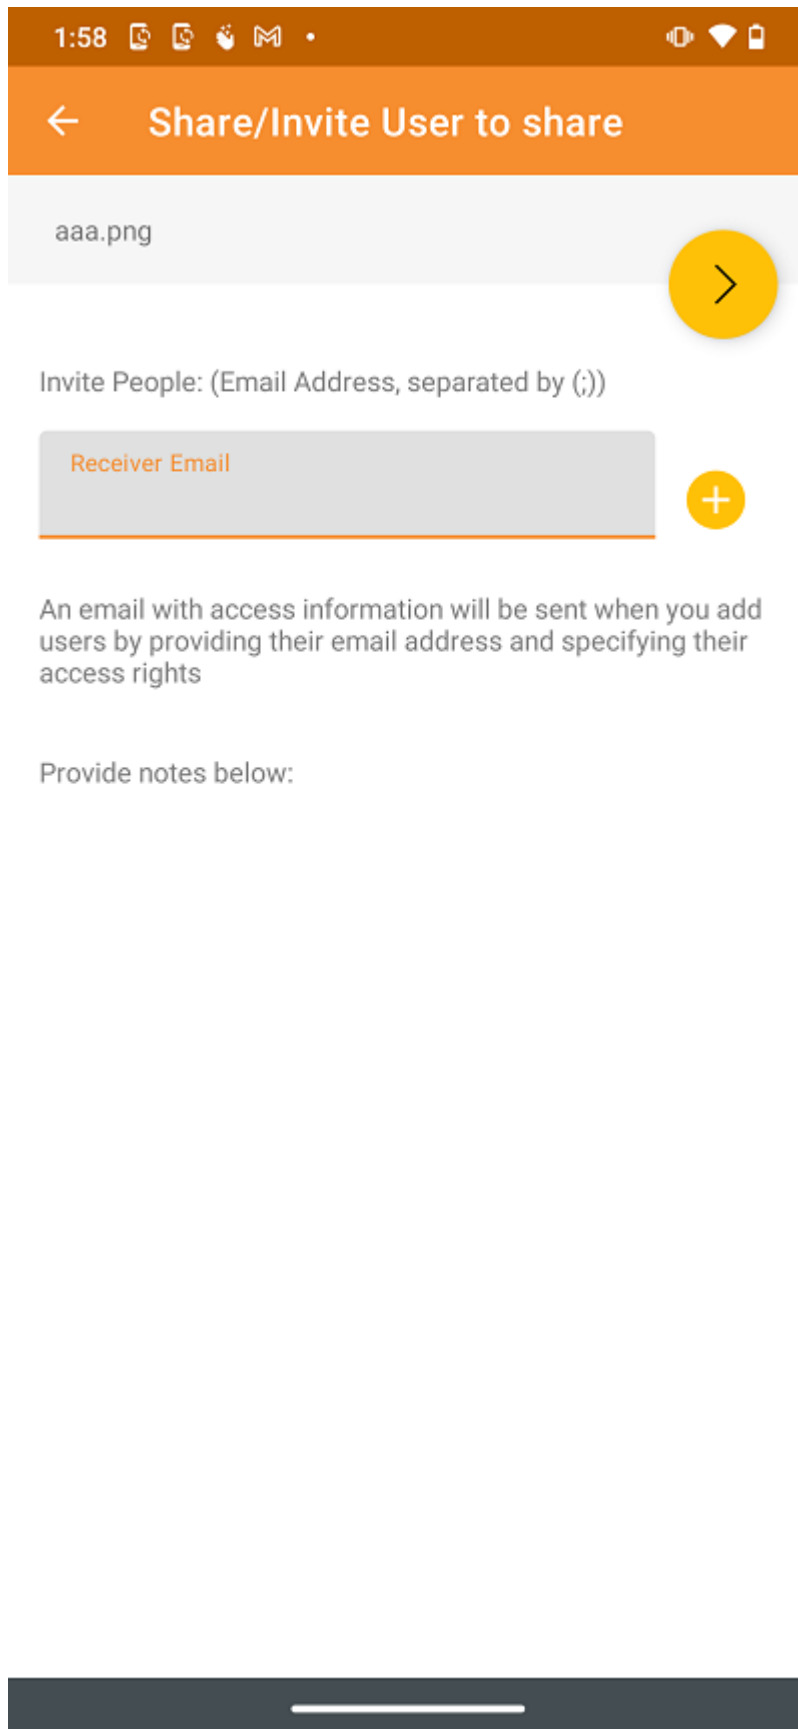 1:58
Share/Invite User to share
aaa.png
Invite People: (Email Address, separated by (;))
Receiver Email
An email with access information will be sent when you add
users by providing their email address and specifying their
access rights
Provide notes below: